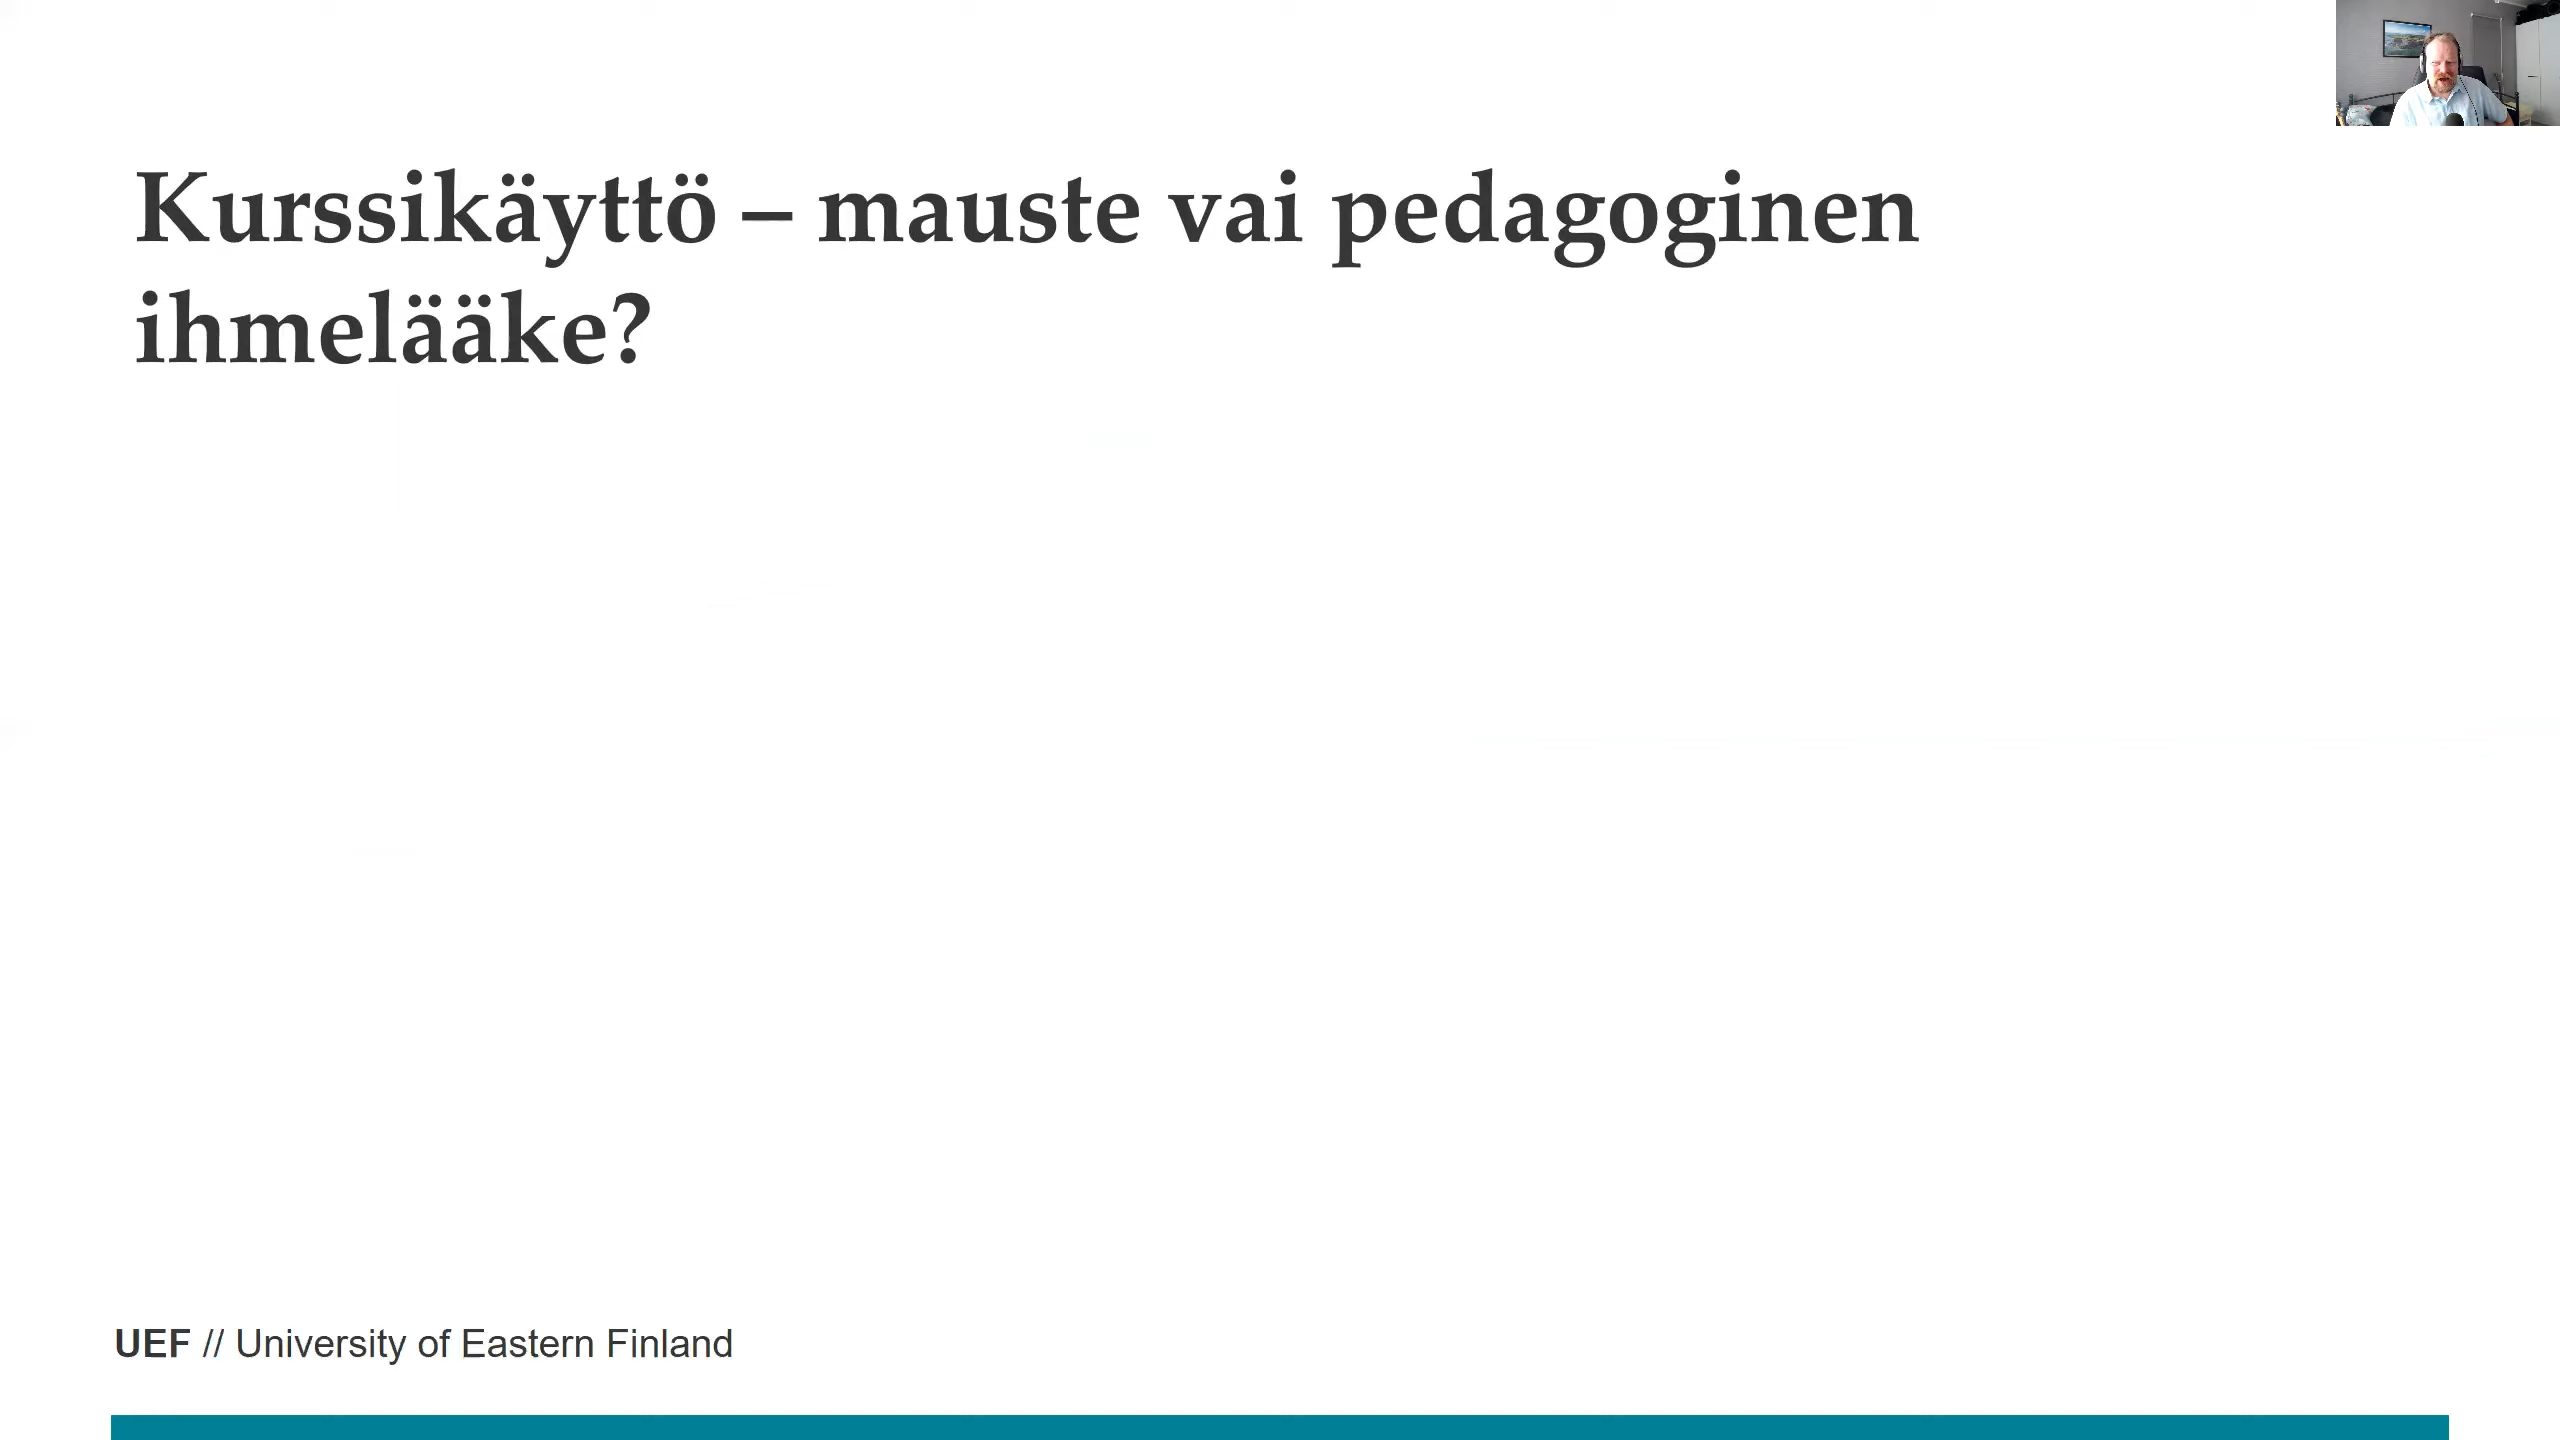 Kurssikäyttö – mauste vai pedagoginen
ihmelääke?
UEF // University of Eastern Finland